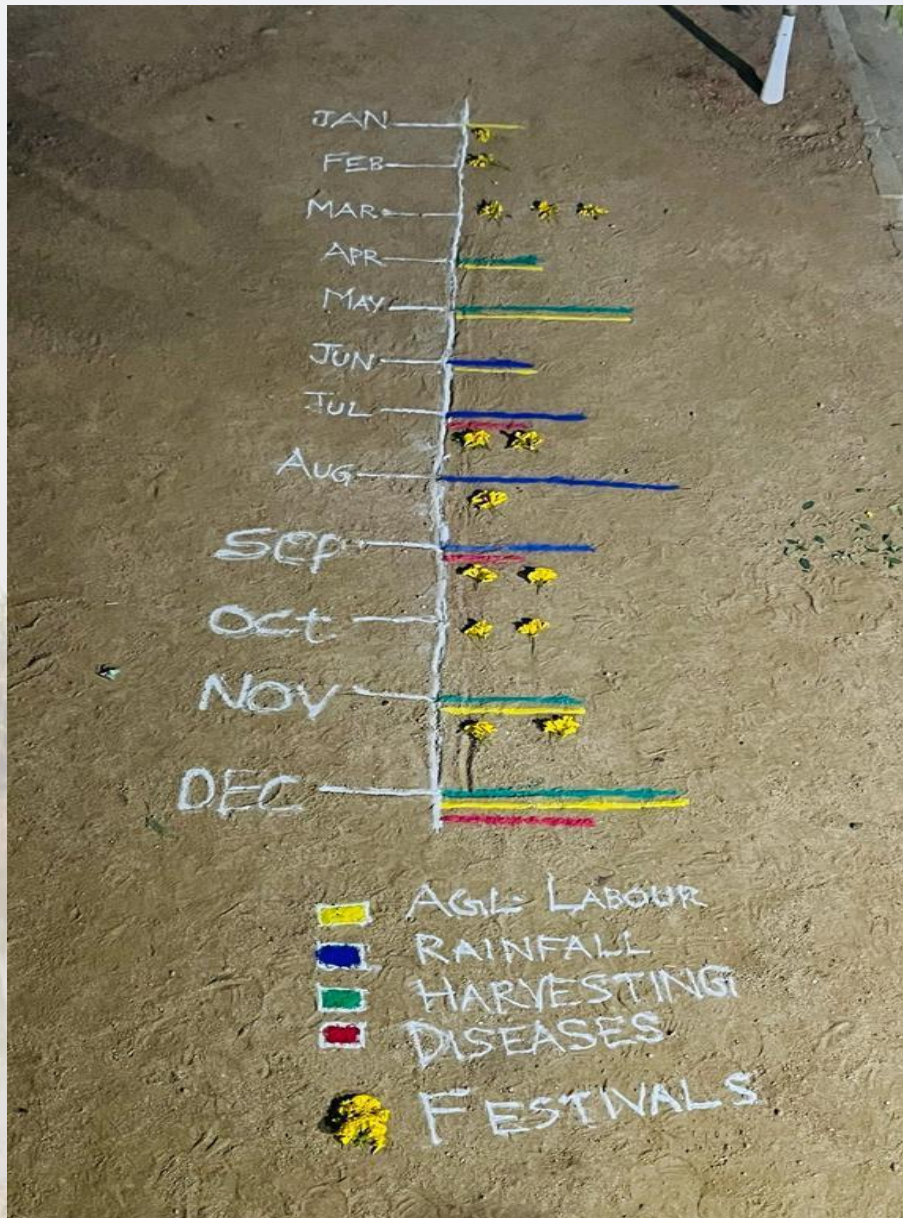 JAN
FEB
MAR
APR
MAY
JUN
JUL
AUG
SEP
Oct
NOV
DEC
AGL- LABOUR
RAINFALL
HARVESTING
DISEASES
FESTIVALS